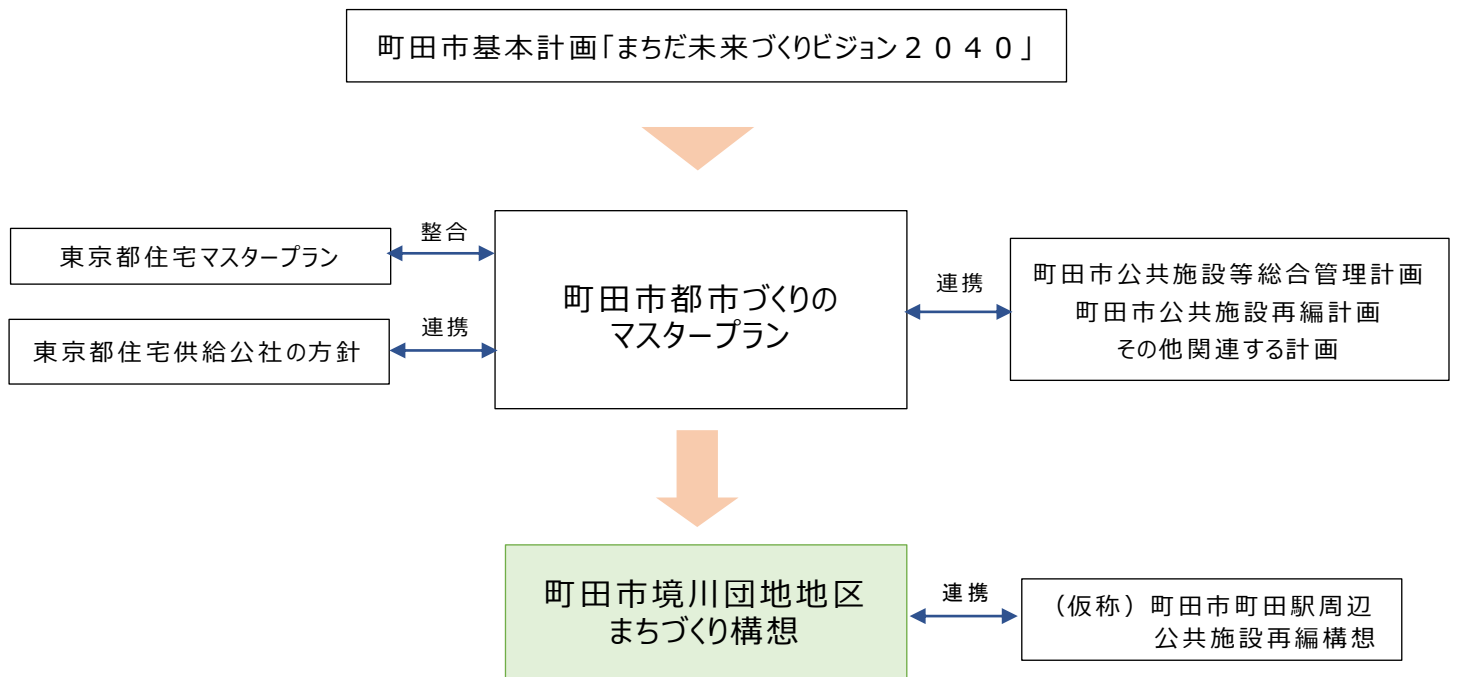 町田市基本計画「まちだ未来づくりビジョン２０４０」
東京都住宅マスタープラン
整合
東京都住宅供給公社の方針
連携
町田市都市づくりの
マスタープラン
連携
町田市公共施設等総合管理計画
町田市公共施設再編計画
その他関連する計画
町田市境川団地地区
まちづくり構想
連携
（仮称）町田市町田駅周辺
公共施設再編構想